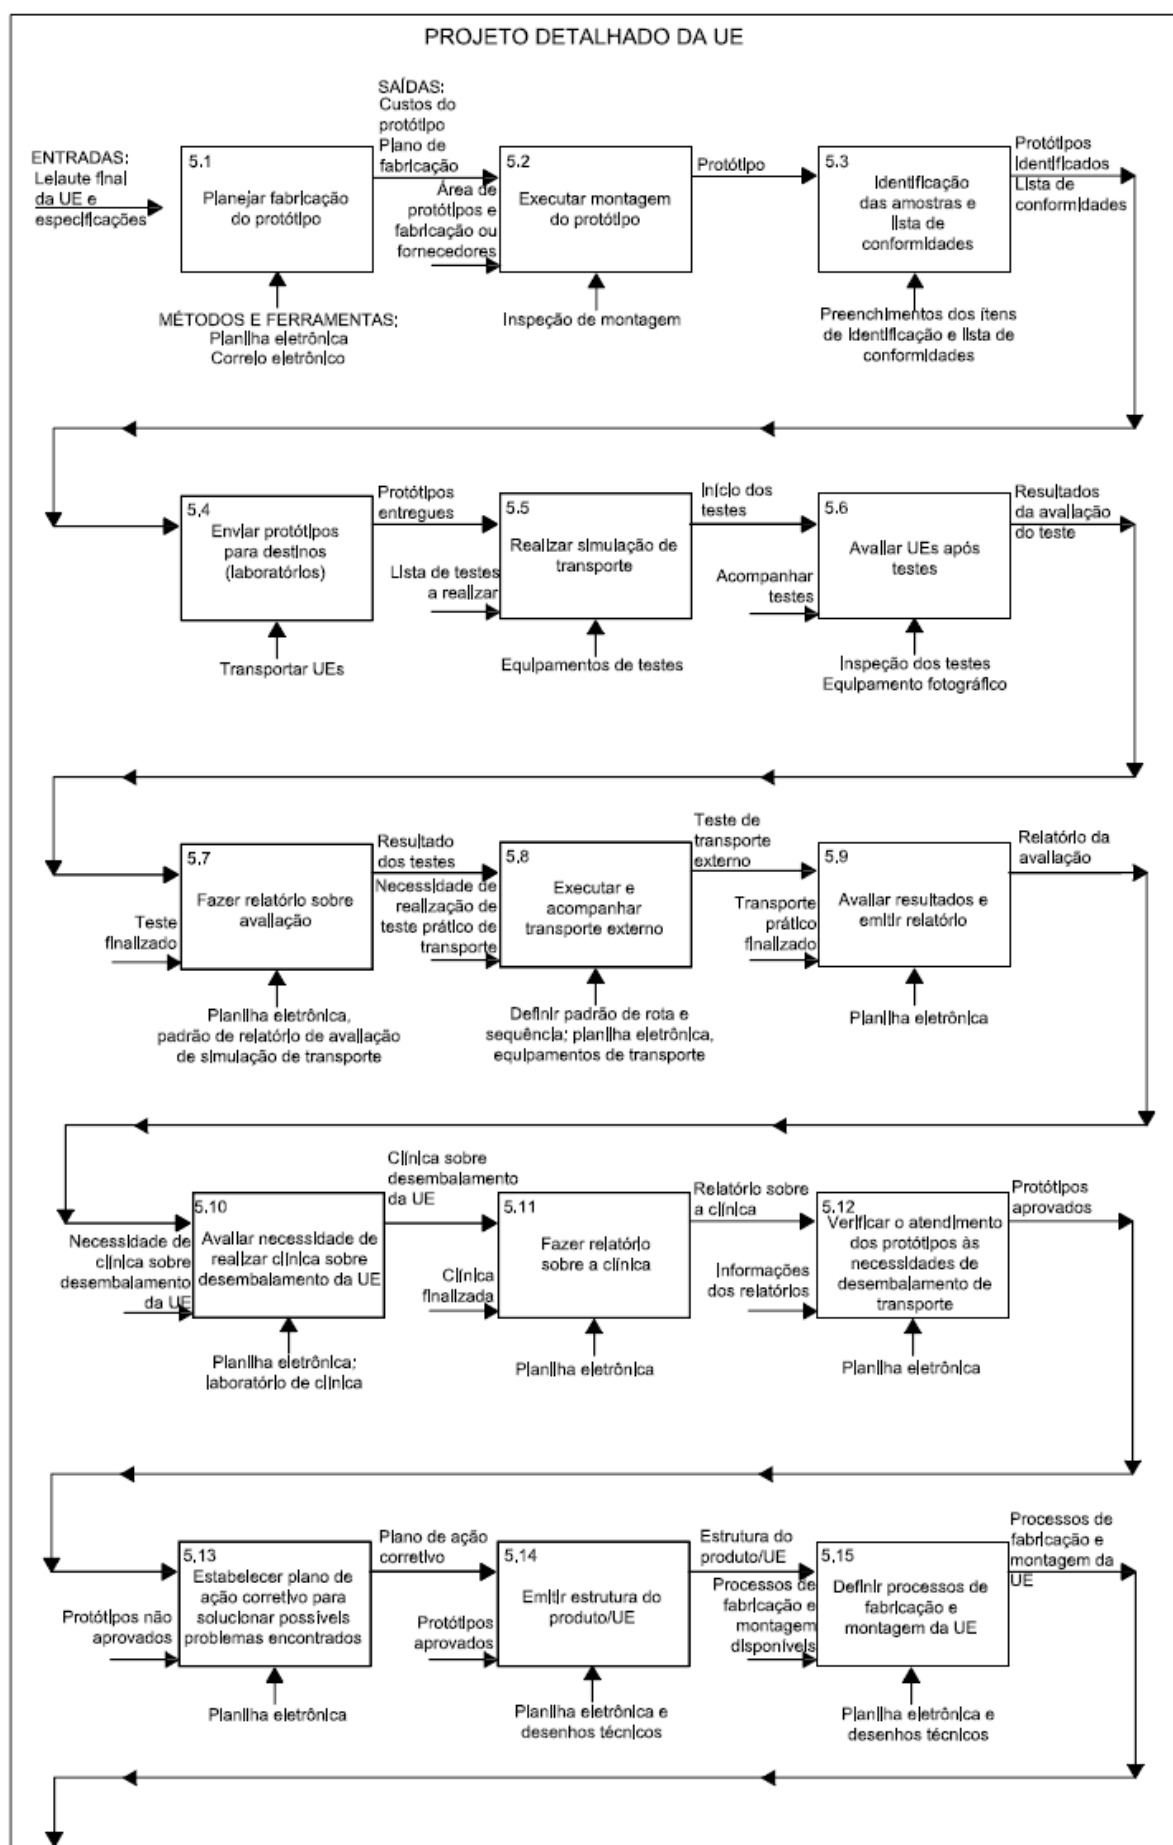 PROJETO DETALHADO DA UE
ENTRADAS:
Leiaute final
da UE e
especificações
5.1
Planejar fabricação
do protótipo
MÉTODOS E FERRAMENTAS:
Planilha eletrônica
Correio eletrônico
SAÍDAS:
Custos do
protótipo
Plano de
fabricação
Área de
protótipos e
fabricação ou
fornecedores
5.2
Executar montagem
do protótipo
Inspeção de montagem
Protótipo
5.3
Identificação
das amostras e
lista de
conformidades
Preenchimentos dos ítens
de identificação e lista de
conformidades
Protótipos
identificados
Lista de
conformidades
5.4
Enviar protótipos
para destinos
(laboratórios)
Transportar UEs
Protótipos
entregues
Lista de testes
a realizar
5.5
Realizar simulação de
transporte
Equipamentos de testes
Início dos
testes
Acompanhar
testes
5.6
Avaliar UEs após
testes
Inspeção dos testes
Equipamento fotográfico
Resultados
da avaliação
do teste
Teste
finalizado
5.7
Fazer relatório sobre
avaliação
Planilha eletrônica,
padrão de relatório de avaliação
de simulação de transporte
Resultado
dos testes
Necessidade de
realização de
teste prático de
transporte
5.8
Executar e
acompanhar
transporte externo
Definir padrão de rota e
sequência; planilha eletrônica,
equipamentos de transporte
Teste de
transporte
externo
Transporte
prático
finalizado
5.9
Avaliar resultados e
emitir relatório
Planilha eletrônica
Relatório da
avaliação
Necessidade de
clínica sobre
desembalamento
da UE
5.10
Avaliar necessidade de
realizar clínica sobre
desembalamento da UE
Planilha eletrônica;
laboratório de clínica
Clínica sobre
desembalamento
da UE
Clínica
finalizada
5.11
Fazer relatório
sobre a clínica
Planilha eletrônica
Relatório sobre
a clínica
Informações
dos relatórios
5.12
Verificar o atendimento
dos protótipos às
necessidades de
desembalamento de
transporte
Planilha eletrônica
Protótipos
aprovados
Protótipos não
aprovados
5.13
Estabelecer plano de
ação corretivo para
solucionar possíveis
problemas encontrados
Planilha eletrônica
Plano de ação
corretivo
Protótipos
aprovados
5.14
Emitir estrutura do
produto/UE
Planilha eletrônica e
desenhos técnicos
Estrutura do
produto/UE
Processos de
fabricação e
montagem
disponíveis
5.15
Definir processos de
fabricação e
montagem da UE
Planilha eletrônica e
desenhos técnicos
Processos de
fabricação e
montagem da
UE